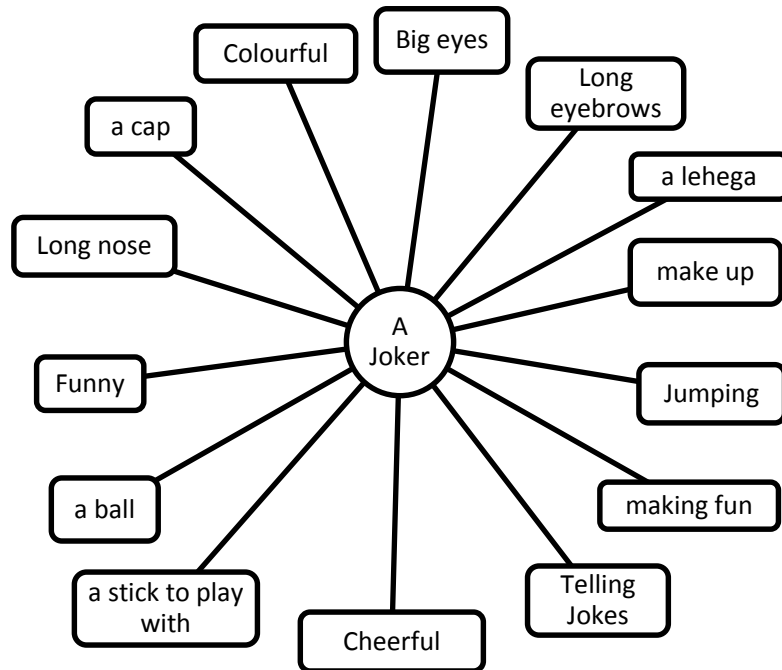 Colourful
Big eyes
Long
eyebrows
a cap
a lehega
Long nose
make up
A
Joker
Funny
Jumping
a ball
making fun
a stick to play
with
Telling
Jokes
Cheerful